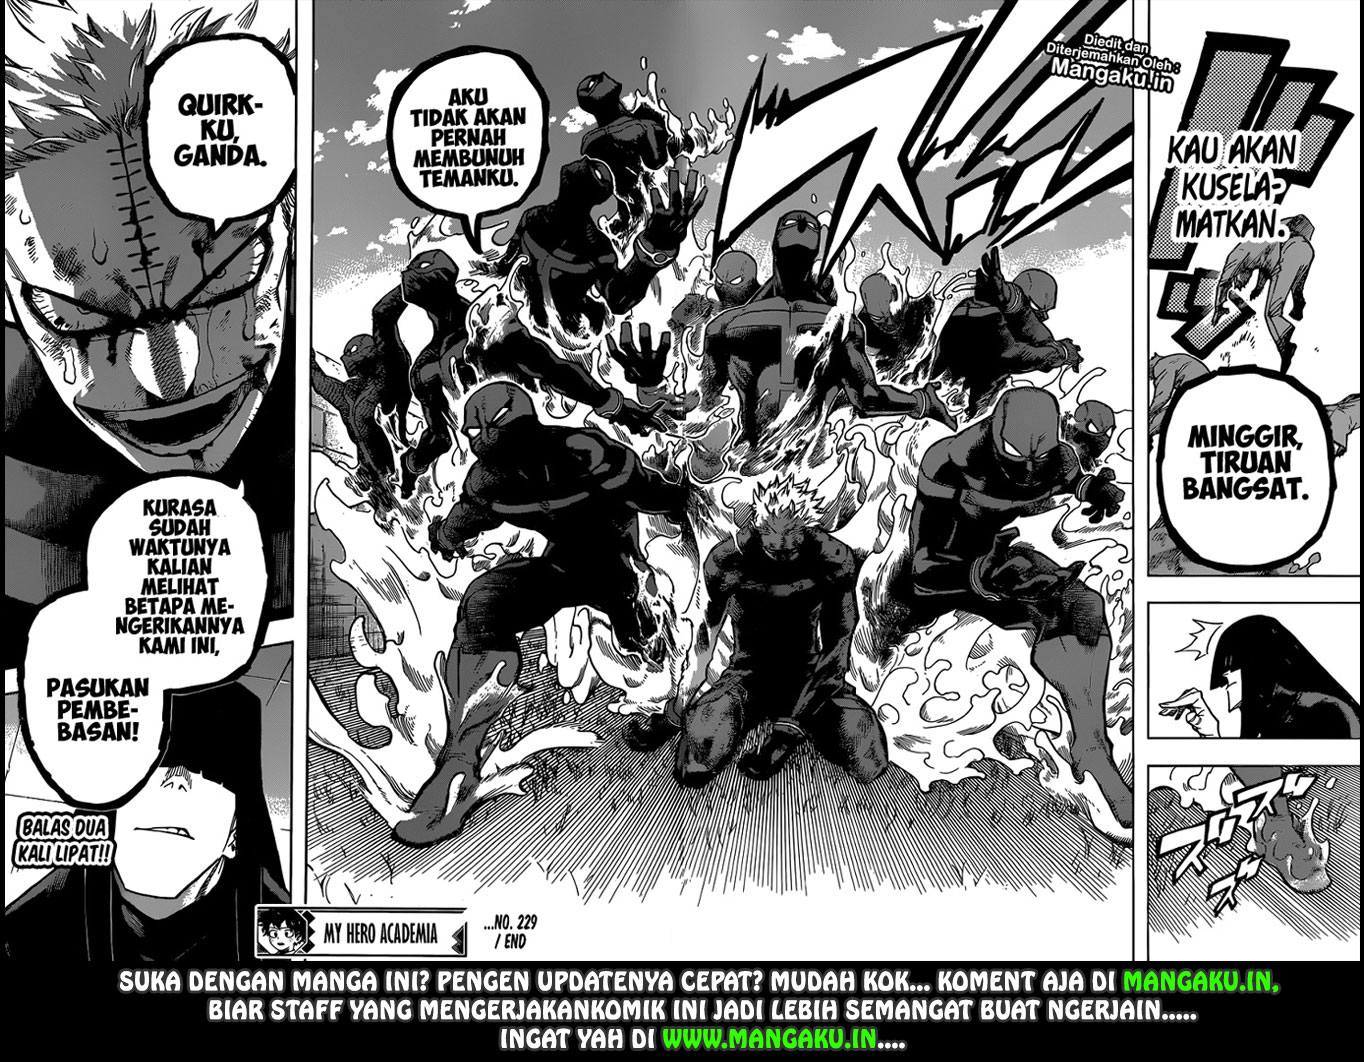 KAU AKAN
KUSELA-
MATKAN.
MINGGIR,
TIRUAN
BANGSAT.
Diedit dan
Diterjemahkan Oleh :
Mangaku.in
AKU
TIDAK AKAN
PERNAH
MEMBUNUH
TEMANKU.
QUIRK-
KU,
GANDA.
KURASA
SUDAH
WAKTUNYA
KALIAN
MELIHAT
BETAPA ME-
NGERIKANNYA
KAMI INI,
PASUKAN
PEMBE-
BASAN!
BALAS DUA
KALI LIPAT!!
MY HERO ACADEMIA
...NO. 229
/ END
SUKA DENGAN MANGA INI? PENGEN UPDATENYA CEPAT? MUDAH KOK... KOMENT AJA DI MANGAKU.IN,
BIAR STAFF YANG MENGERJAKANKOMIK INI JADI LEBIH SEMANGAT BUAT NGERJAIN.....
INGAT YAH DI WWW.MANGAKU.IN....